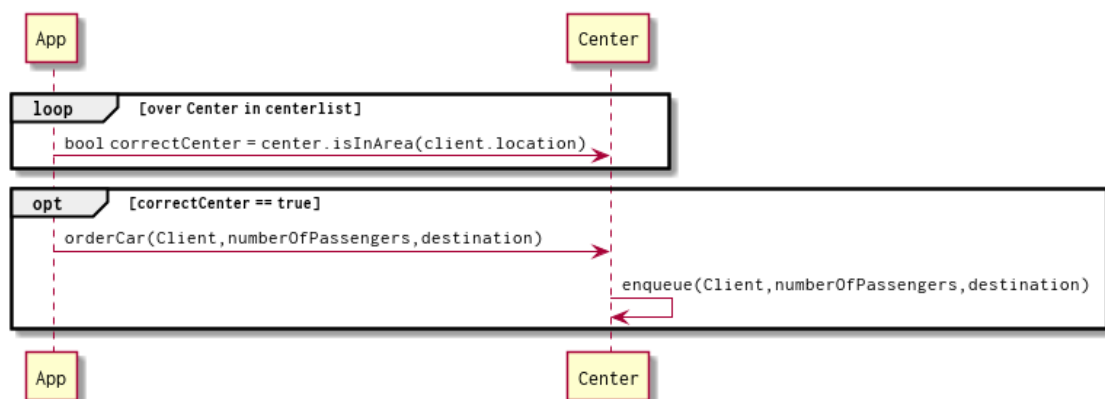 App Center
loop [over Center in centerlist]
bool correctCenter = center.isInArea(client.location)
opt [correctCenter == true]
orderCar(Client,numberOfPassengers,destination)
enqueue(Client,numberOfPassengers,destination)
App Center